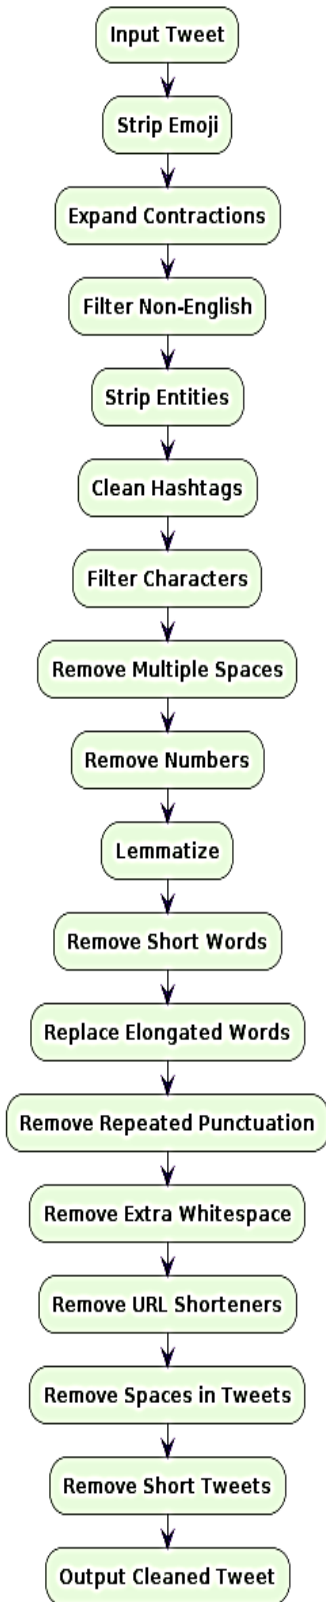 Input Tweet
Strip Emoji
Expand Contractions
Filter Non-English
Strip Entities
Clean Hashtags
Filter Characters
Remove Multiple Spaces
Remove Numbers
Lemmatize
Remove Short Words
Replace Elongated Words
Remove Repeated Punctuation
Remove Extra Whitespace
Remove URL Shorteners
Remove Spaces in Tweets
Remove Short Tweets
Output Cleaned Tweet